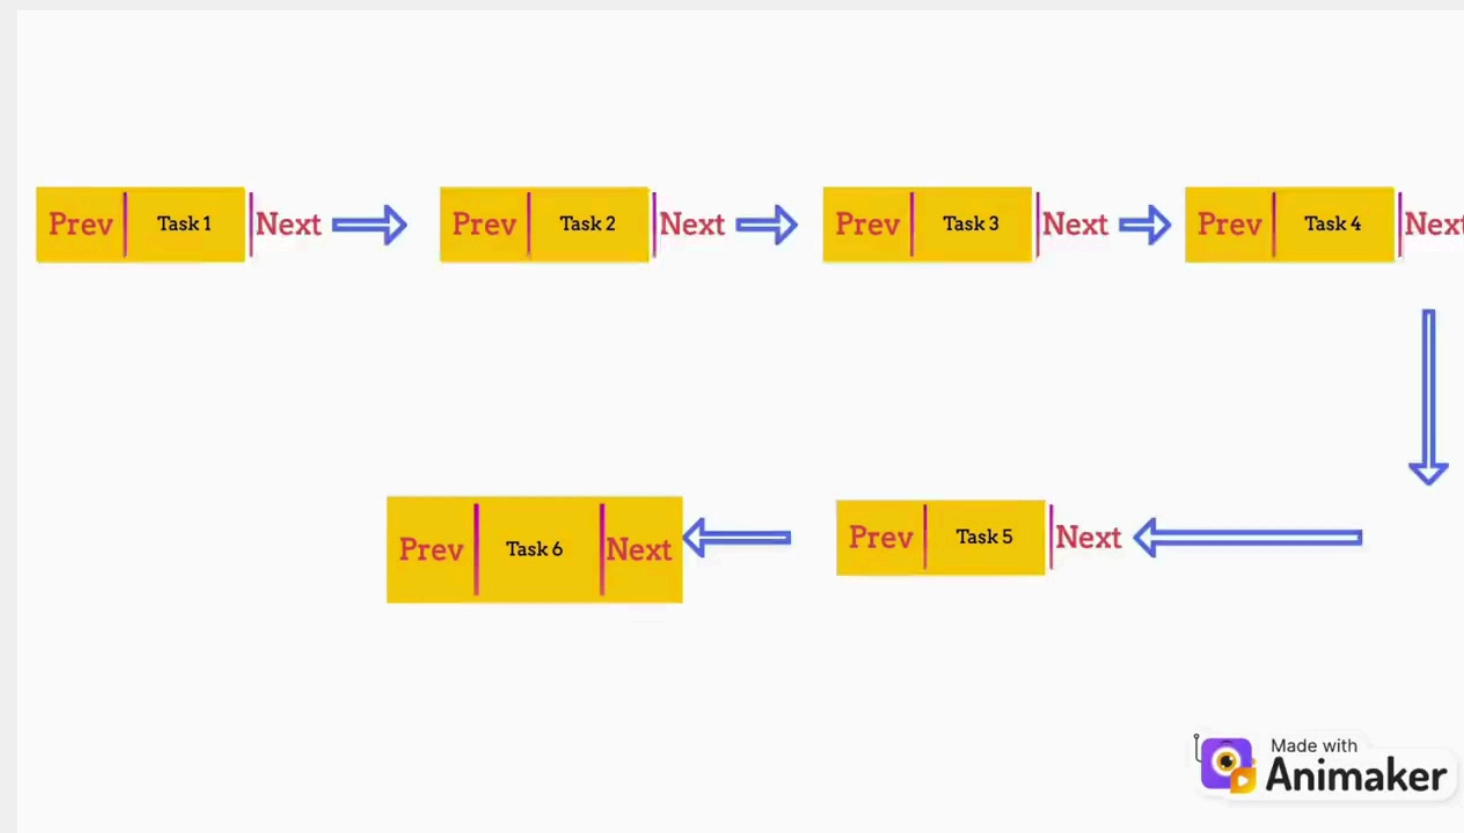 Prev Task 1 Next Prev Task 2 Next Prev Task 3 Next Prev Task 4 Next
Prev Task 6 Next Prev Task 5 Next
Made with
Animaker